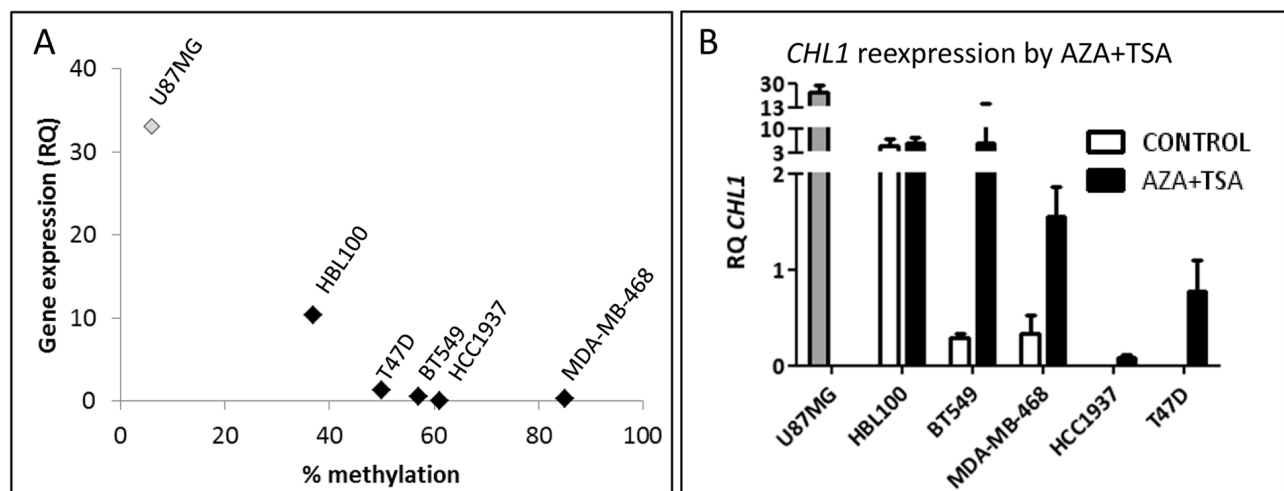 A
Gene expression (RQ)
40
30
20
10
0
U87MG
HBL100
T47D
BT549
HCC1937
MDA-MB-468
0 20 40 60 80 100
% methylation
B
CHL1 reexpression by AZA+TSA
RQ CHL1
30
13
10
3
2
1
0
CONTROL
AZA+TSA
U87MG
HBL100
BT549
MDA-MB-468
HCC1937
T47D